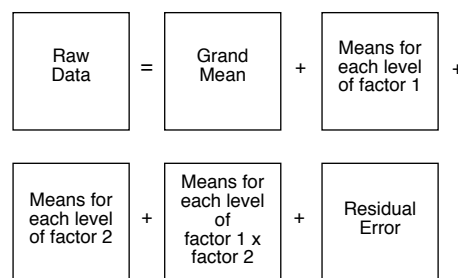 Raw
Data
=
Grand
Mean
+
Means for
each level
of factor 1
+
Means for
each level
of factor 2
+
Means for
each level
of
factor 1 x
factor 2
+
Residual
Error